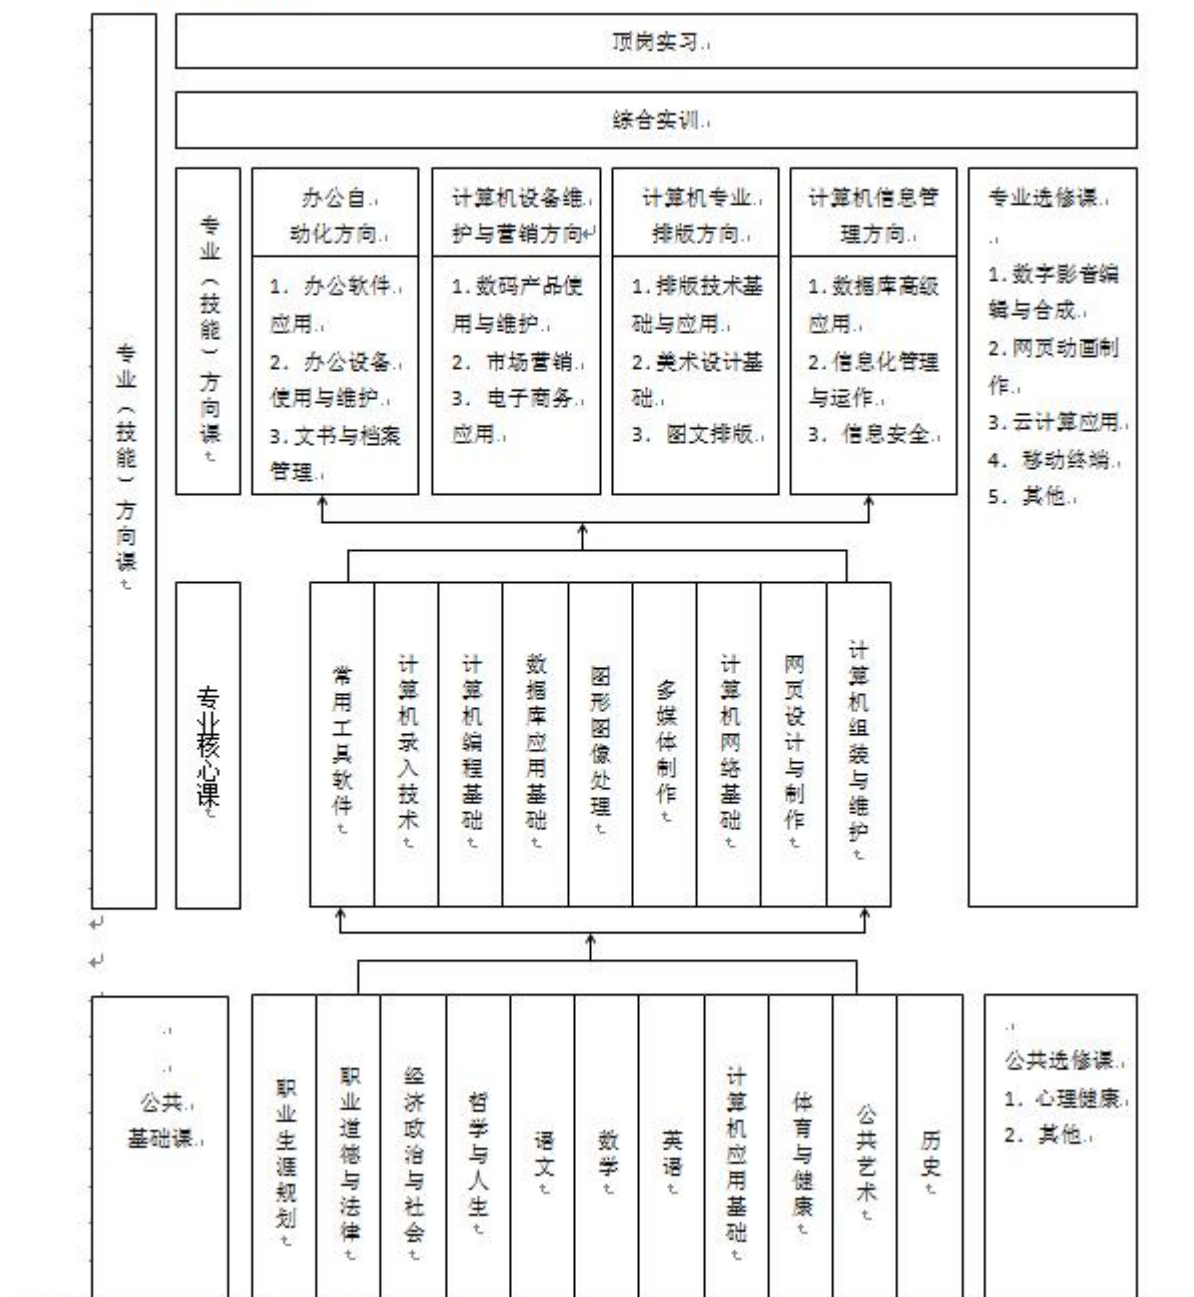 顶岗实习
综合实训
专业（技能）方向课
专业（技能）方向课
办公自
动化方向
1. 办公软件
应用
2. 办公设备
使用与维护
3.文书与档案
管理
计算机设备维
护与营销方向
1.数码产品使
用与维护
2. 市场营销
3. 电子商务
应用
计算机专业
排版方向
1.排版技术基
础与应用
2.美术设计基
础
3. 图文排版
计算机信息管
理方向
1.数据库高级
应用
2.信息化管理
与运作
3. 信息安全
专业选修课
1.数字影音编
辑与合成
2.网页动画制
作
3.云计算应用
4. 移动终端
5. 其他
专业核心课
常用工具软件
计算机录入技术
计算机编程基础
数据库应用基础
图形图像处理
多媒体制作
计算机网络基础
网页设计与制作
计算机组装与维护
公共
基础课
职业生涯规划
职业道德与法律
经济政治与社会
哲学与人生
语文
数学
英语
计算机应用基础
体育与健康
公共艺术
历史
公共选修课
1. 心理健康
2. 其他